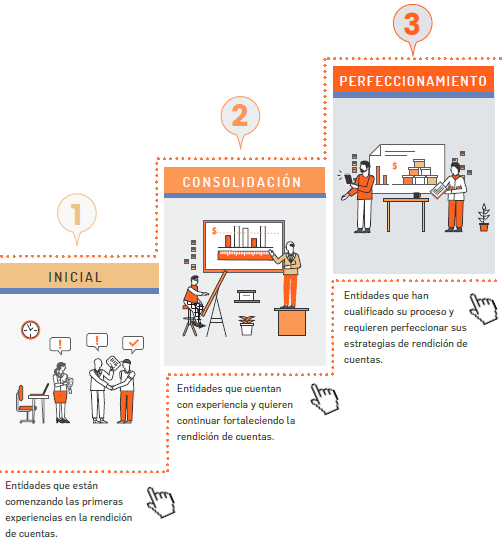 1
INICIAL
Entidades que están
comenzando las primeras
experiencias en la rendición
de cuentas.
2
CONSOLIDACIÓN
$
Entidades que cuentan
con experiencia y quieren
continuar fortaleciendo la
rendición de cuentas.
3
PERFECCIONAMIENTO
$
Entidades que han
cualificado su proceso y
requieren perfeccionar sus
estrategias de rendición de
cuentas.
! !